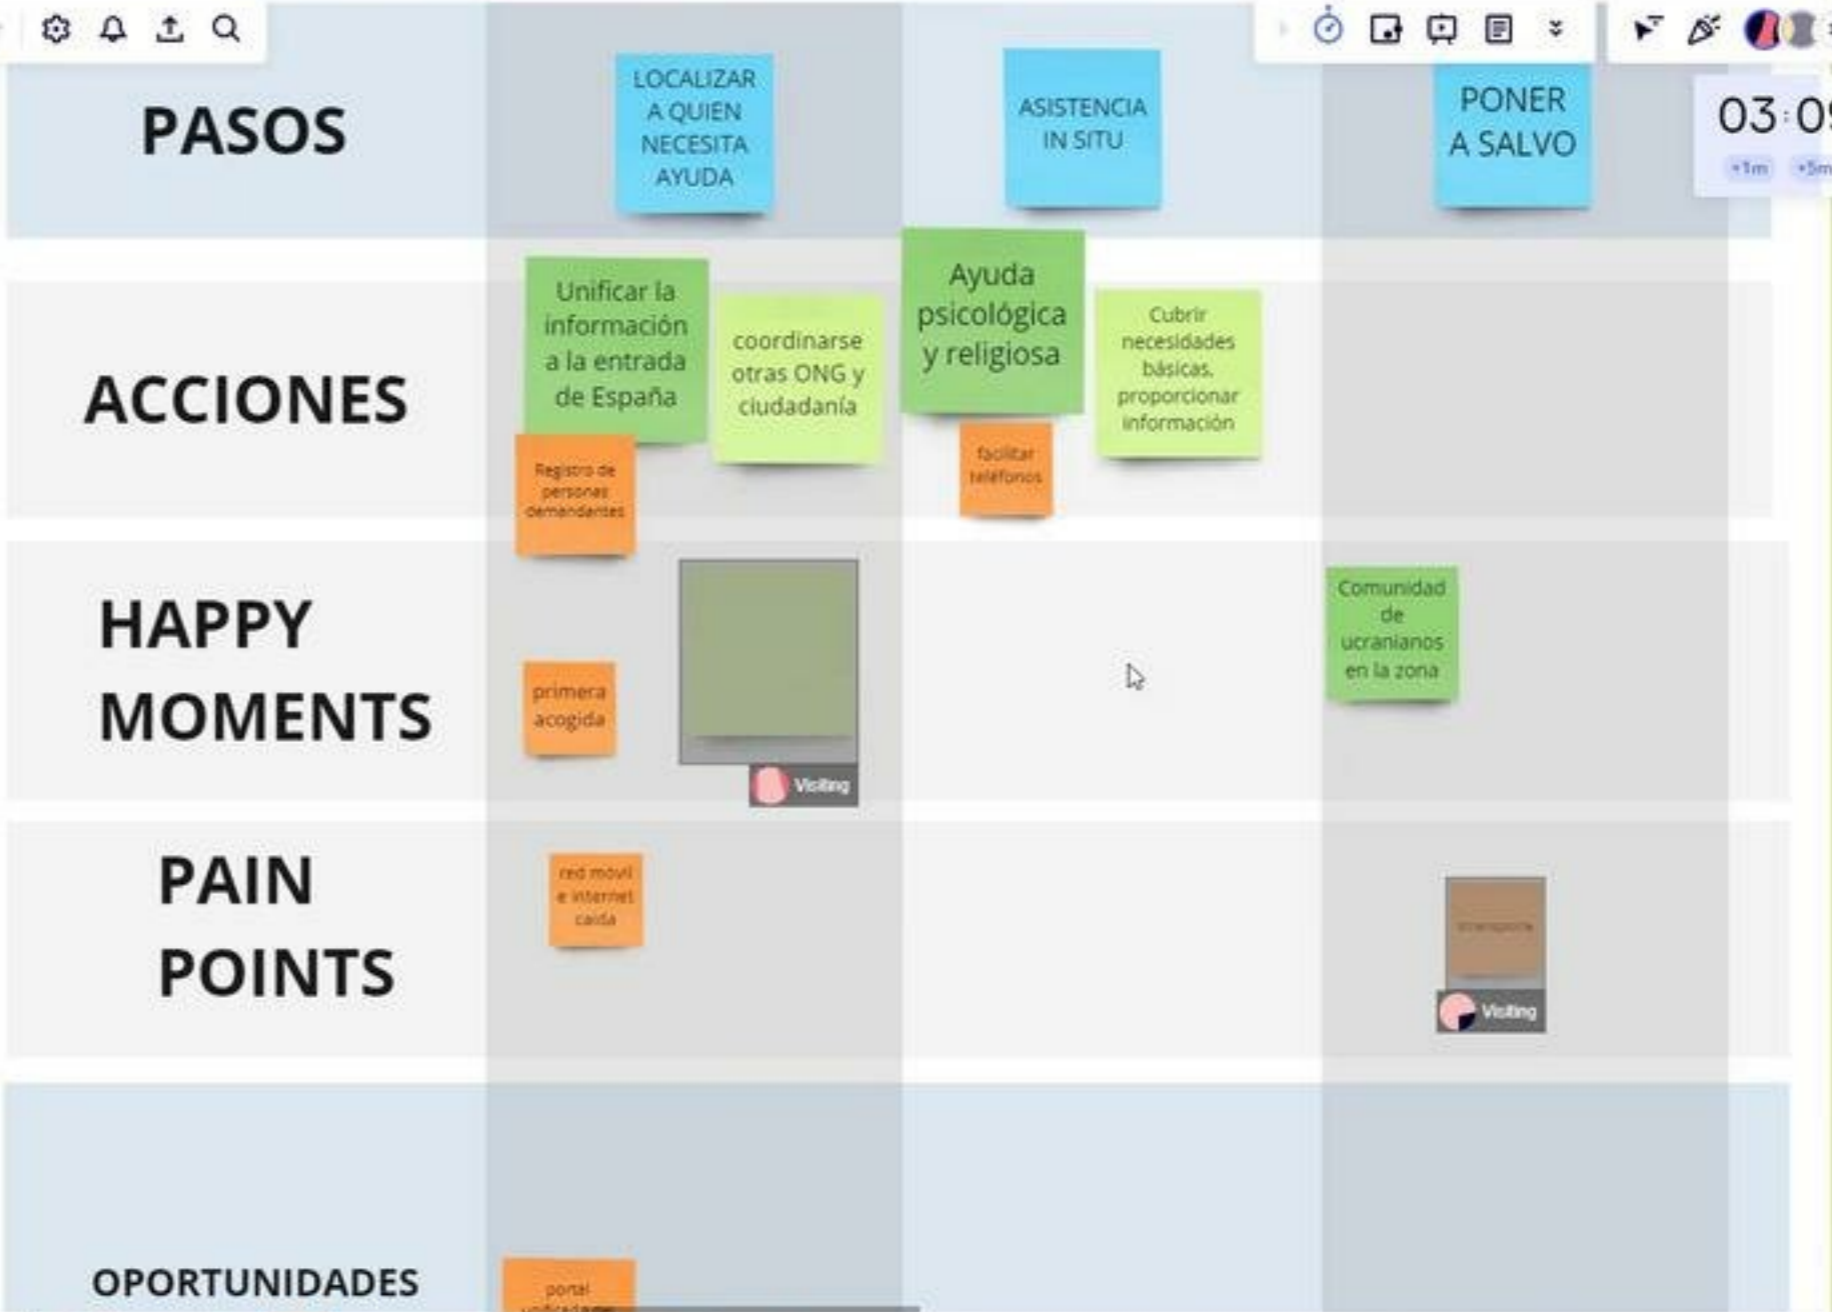 PASOS
LOCALIZAR
A QUIEN
NECESITA
AYUDA
ASISTENCIA
IN SITU
PONER
A SALVO
03:09
+1m
+5m
ACCIONES
Unificar la
información
a la entrada
de España
coordinarse
otras ONG y
ciudadanía
Registro de
personas
demandantes
Ayuda
psicológica
y religiosa
facilitar
teléfonos
Cubrir
necesidades
básicas,
proporcionar
información
HAPPY
MOMENTS
primera
acogida
Visiting
Comunidad
de
ucranianos
en la zona
PAIN
POINTS
red móvil
e internet
caida
Visiting
OPORTUNIDADES
portal